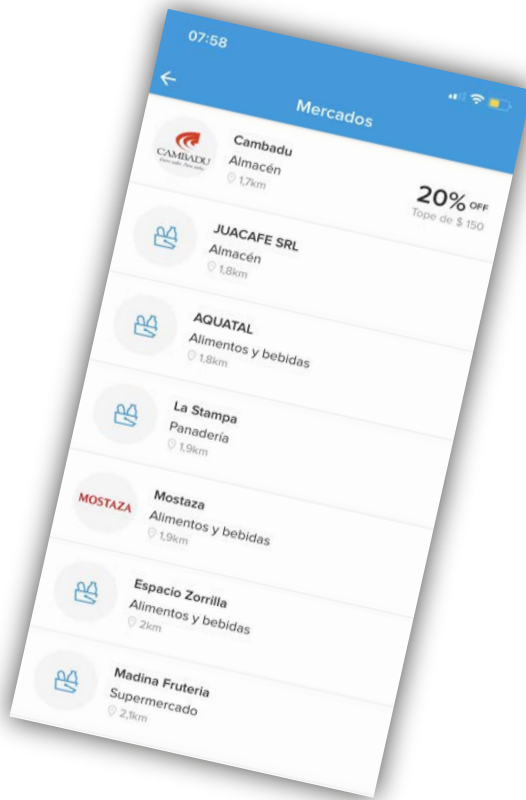 07:58
Mercados
CAMBADU
Cambadu
Almacén
1,7km
20% OFF
Tope de $ 150
JUACAFE SRL
Almacén
1,8km
AQUATAL
Alimentos y bebidas
1,8km
La Stampa
Panadería
1,9km
MOSTAZA
Mostaza
Alimentos y bebidas
1,9km
Espacio Zorrilla
Alimentos y bebidas
2km
Madina Fruteria
Supermercado
2,1km